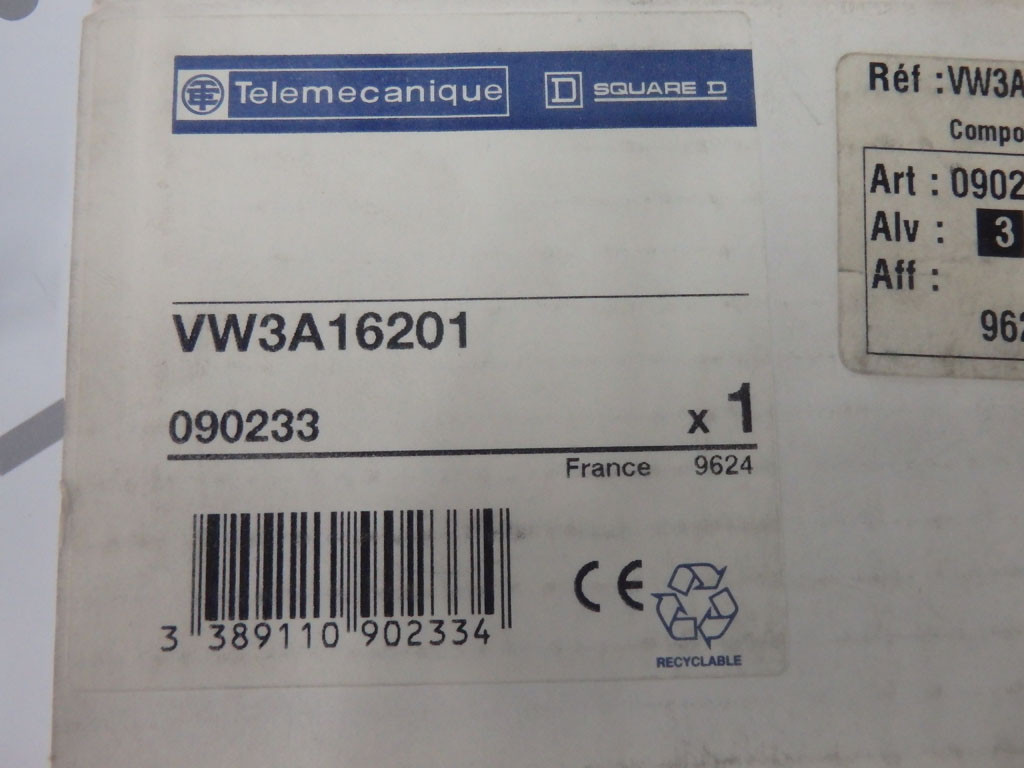 Telemecanique
D SQUARE D
VW3A16201
090233
x 1
France 9624
3 389110 902334
CE
RECYCLABLE
Réf : VW3A
Compo
Art : 0902
Alv : 3
Aff :
962